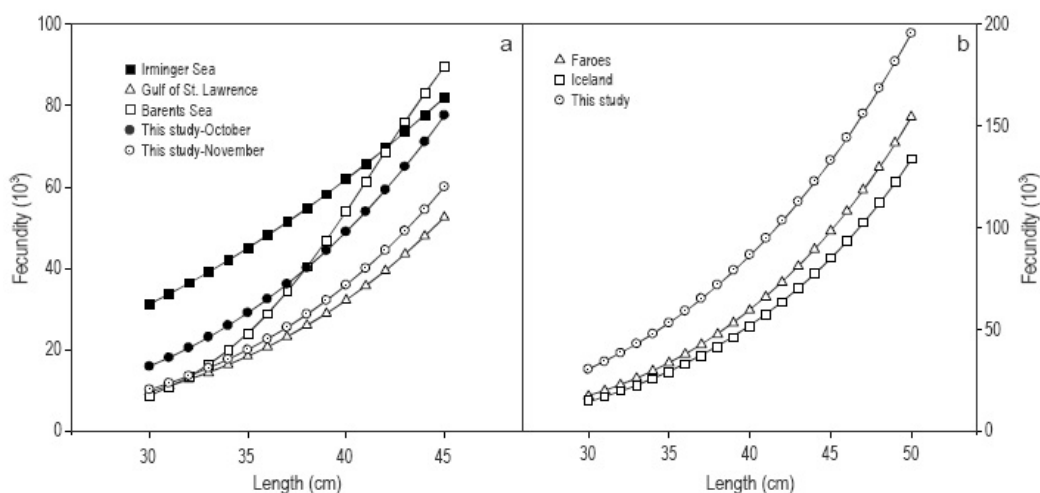 100
80
60
40
20
0
Fecundity (10³)
a
Irminger Sea
Gulf of St. Lawrence
Barents Sea
This study-October
This study-November
30
35
40
45
Length (cm)
b
Faroes
Iceland
This study
30
35
40
45
50
Length (cm)
200
150
100
50
0
Fecundity (10³)